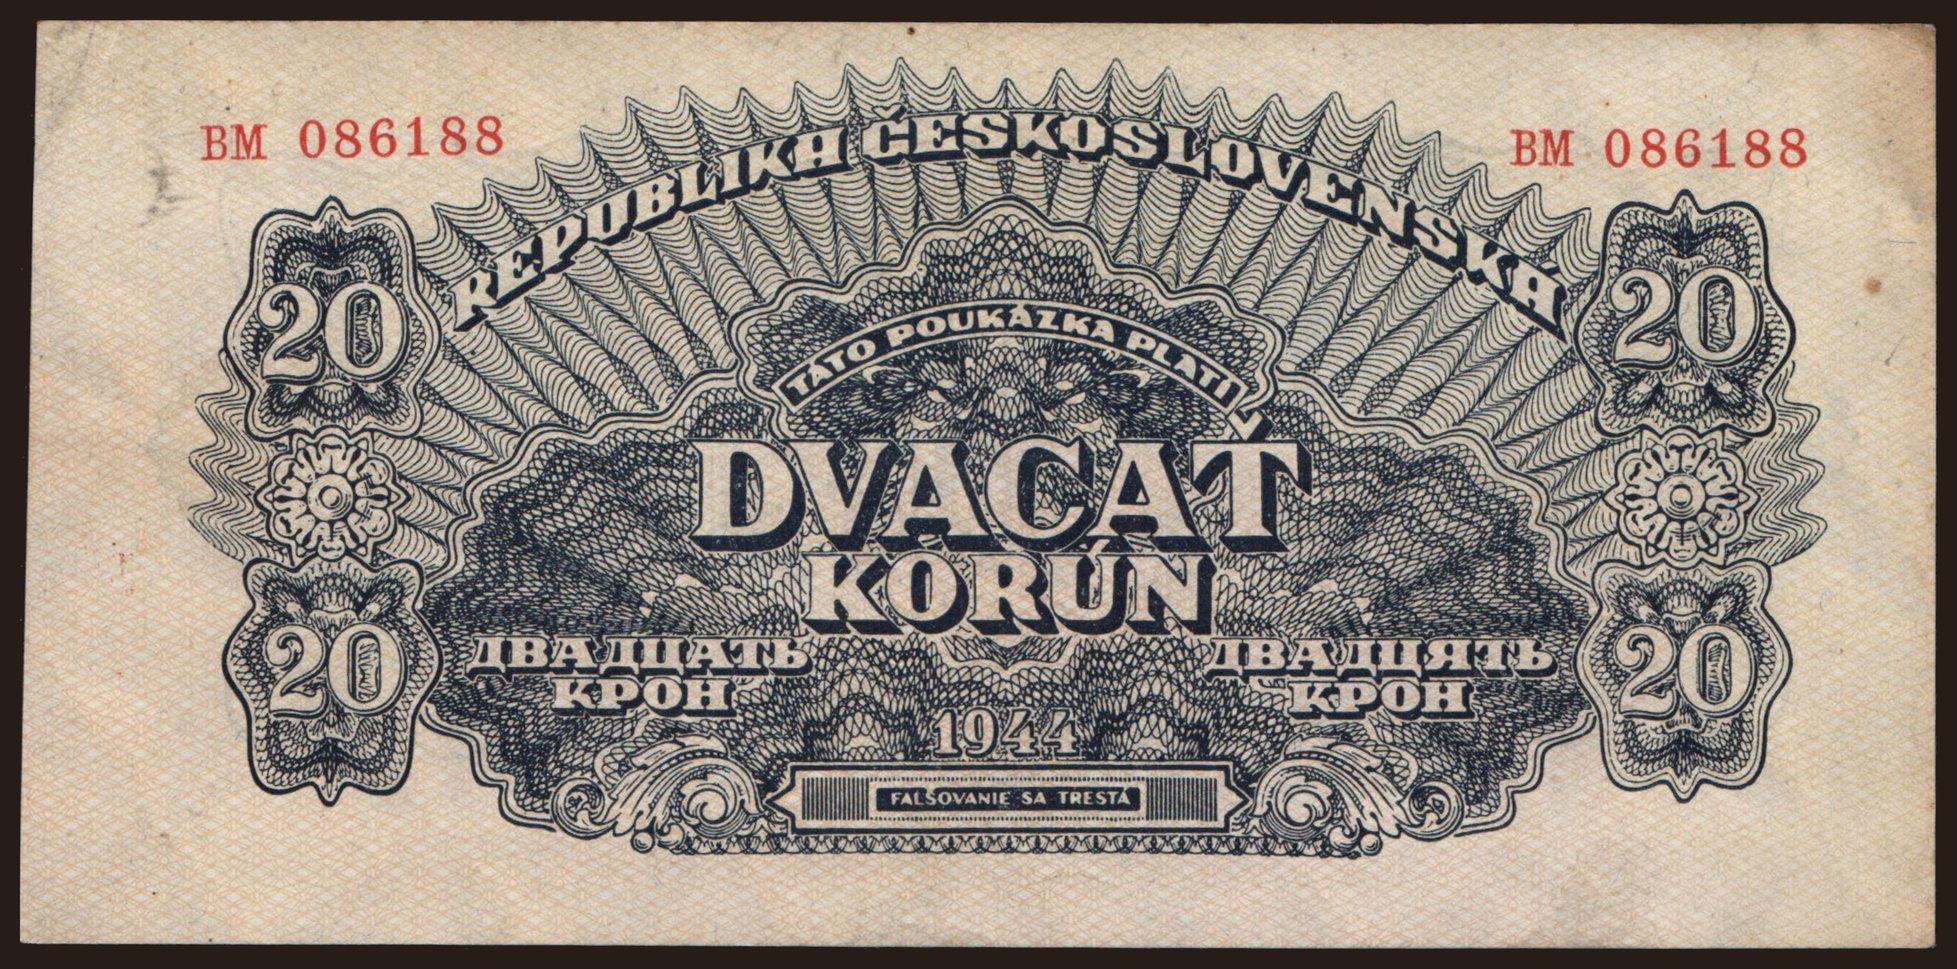 BM 086188
BM 086188
REPUBLIKA ČESKOSLOVENSKÁ
20
20
TÁTO POUKÁZKA PLATÍ
DVACAŤ
KORÚN
ДВАДЦАТЬ
КРОН
ДВАДЦЯТЬ
КРОН
20
20
1944
FALŠOVANIE SA TRESTÁ